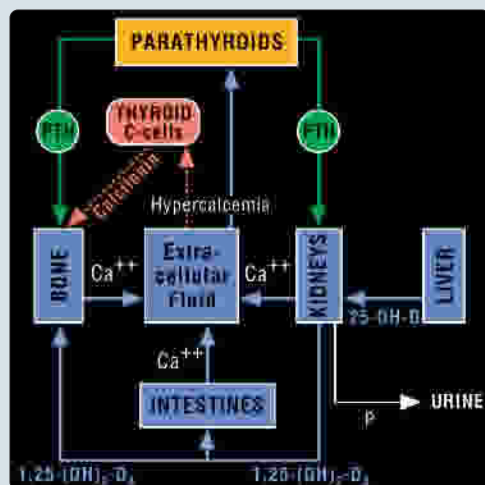 PARATHYROIDS
THYROID
C-cells
PTH
PTH
Calcitonin
Hypercalcemia
BONE
Ca++
Extra-
cellular
Fluid
Ca++
KIDNEYS
LIVER
25-OH-D
Ca++
INTESTINES
P
URINE
1,25-(OH)2-D3
1,25-(OH)2-D3